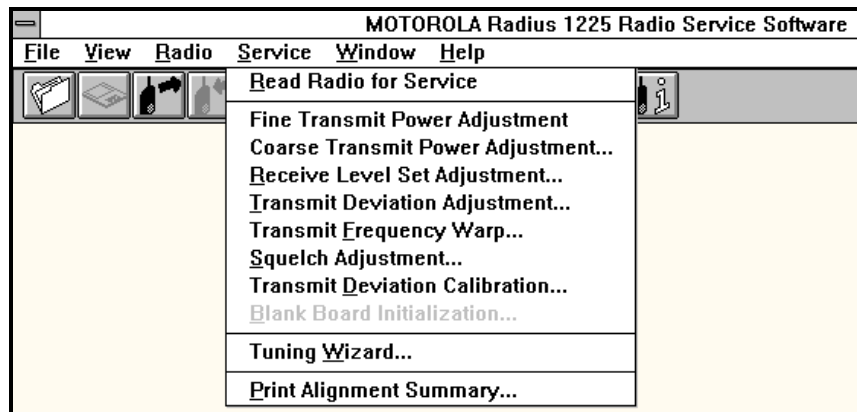 MOTOROLA Radius 1225 Radio Service Software
File View Radio Service Window Help
Read Radio for Service
Fine Transmit Power Adjustment
Coarse Transmit Power Adjustment...
Receive Level Set Adjustment...
Transmit Deviation Adjustment...
Transmit Frequency Warp...
Squelch Adjustment...
Transmit Deviation Calibration...
Blank Board Initialization...
Tuning Wizard...
Print Alignment Summary...